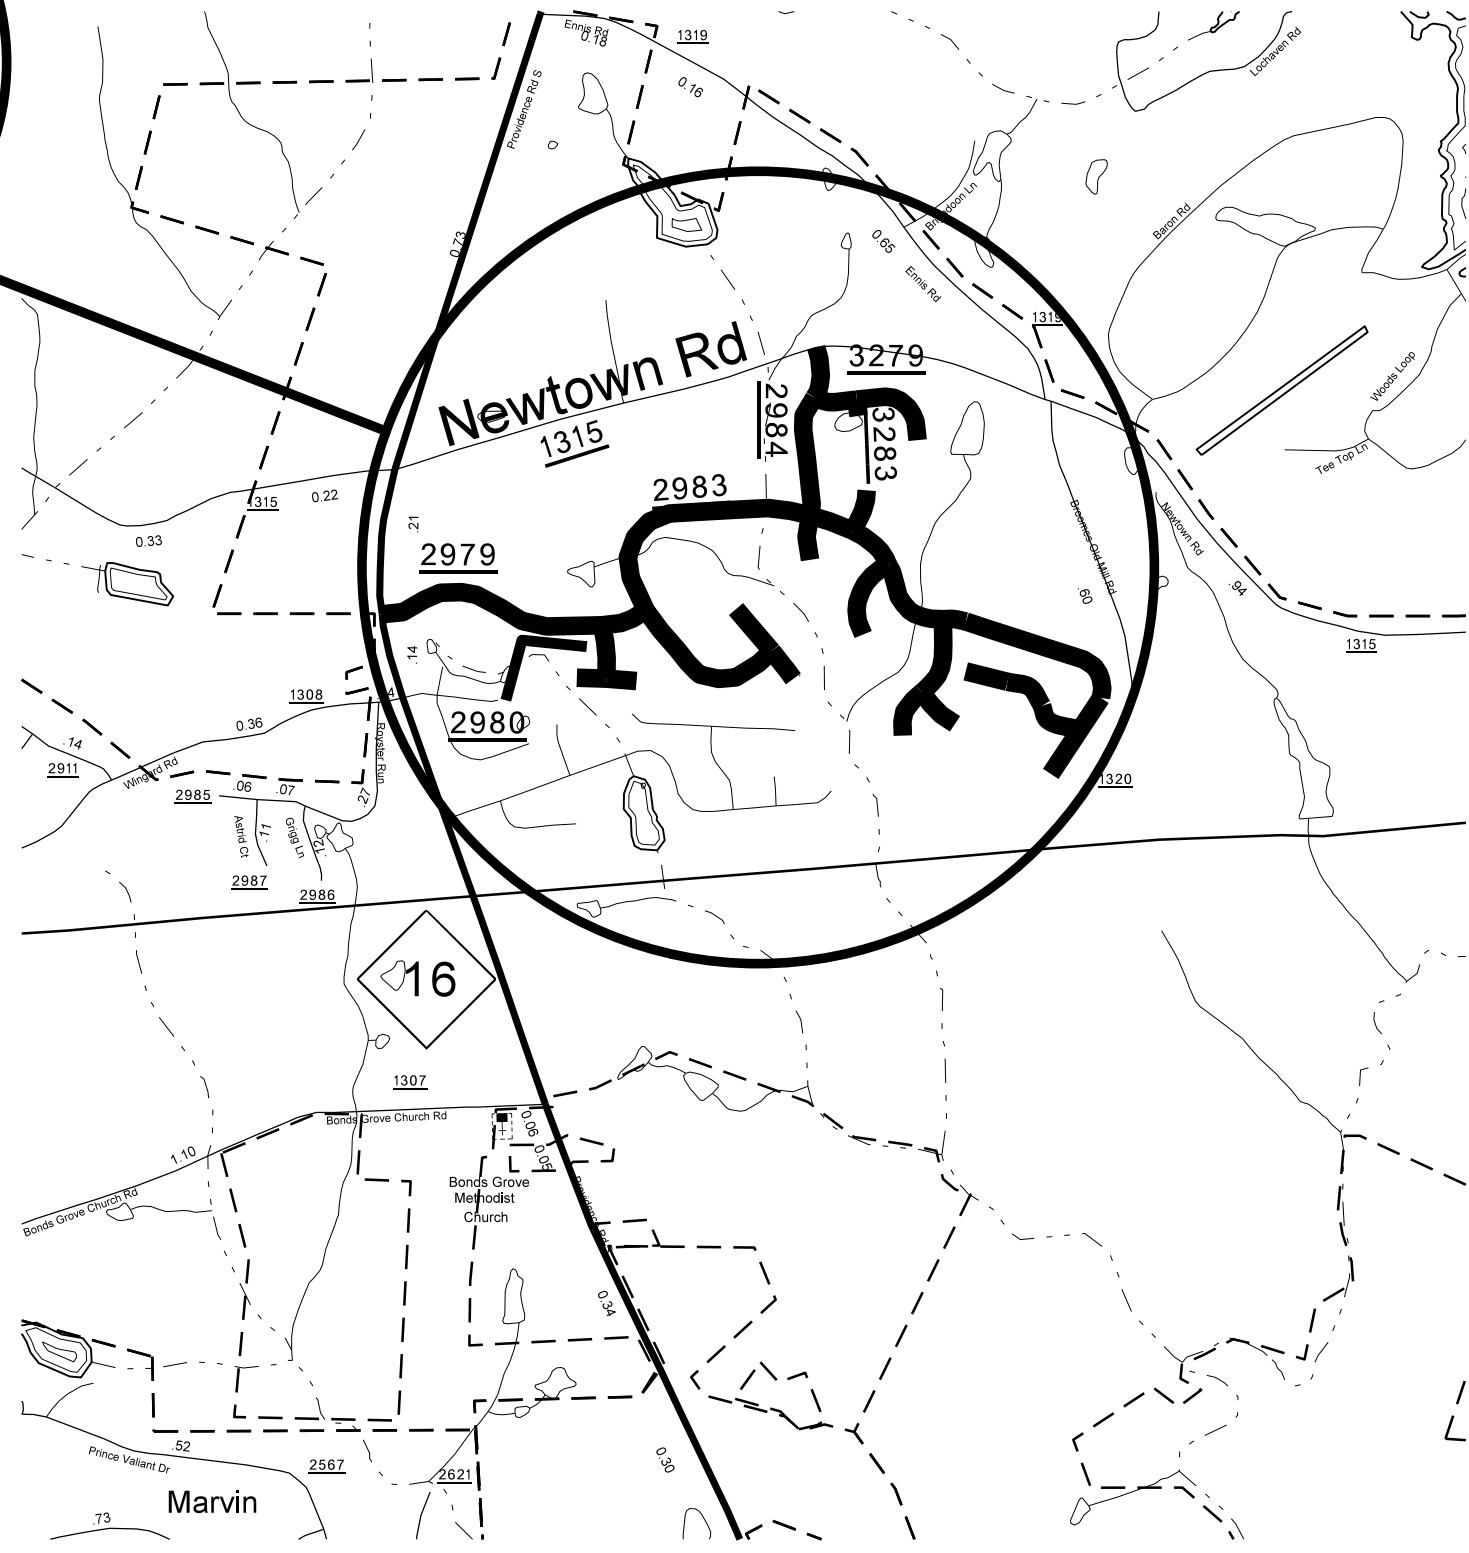 Ennis Rd
0.18
1319
Lochaven Rd
0.16
Providence Rd S
Brigadoon Ln
Baron Rd
0.73
0.65
Ennis Rd
1319
Newtown Rd
1315
3279
2984
3283
Woods Loop
Tee Top Ln
2983
1315
0.22
0.33
.21
2979
Broomes Old Mill Rd
Newtown Rd
.60
.94
1315
.14
1308
0.36
2980
Royster Run
.14
2911
Wingard Rd
2985
.06
.07
.27
1320
Astrid Ct
.11
Grigg Ln
.12
2987
2986
16
1307
Bonds Grove Church Rd
0.06
0.05
1.10
Bonds Grove
Methodist
Church
Bonds Grove Church Rd
Providence Rd S
0.34
.52
Prince Valiant Dr
2567
2621
0.30
Marvin
.73